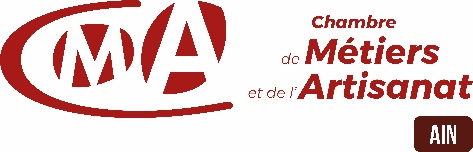 CMA
Chambre
de Métiers
et de l'Artisanat
AIN